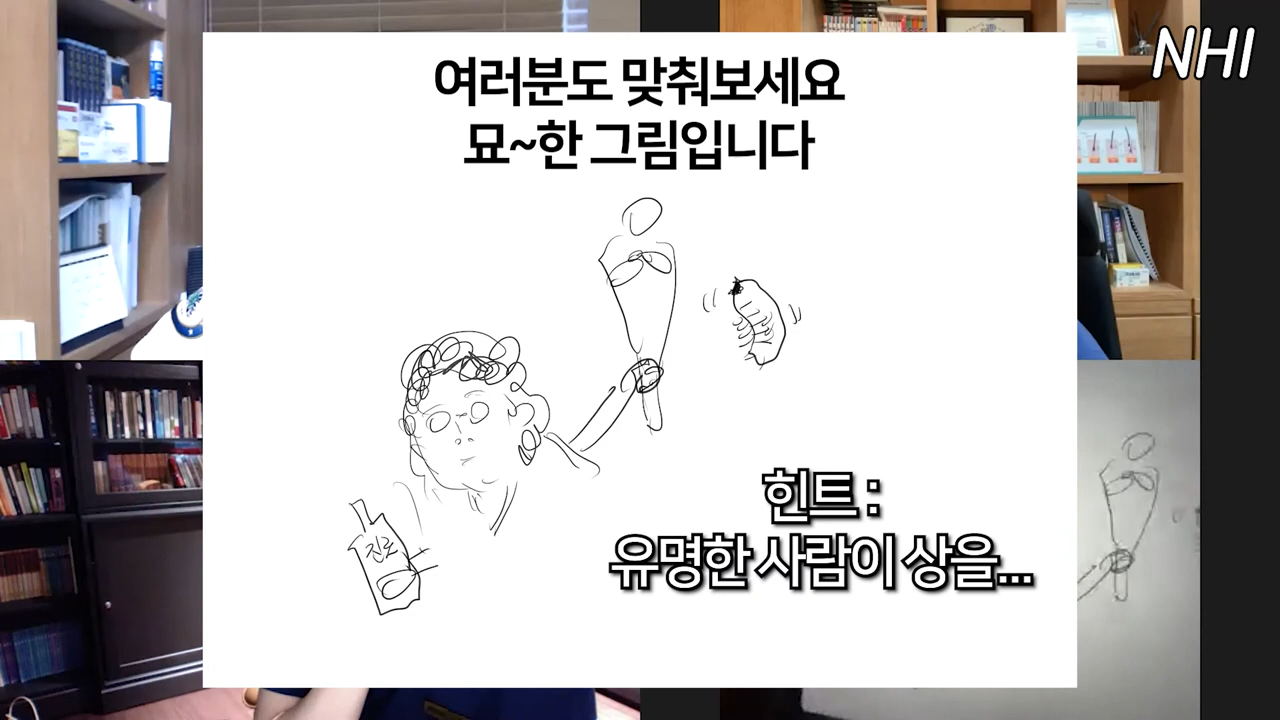 NHI
여러분도 맞춰보세요
묘~한 그림입니다
진로
힌트 :
유명한 사람이 상을...